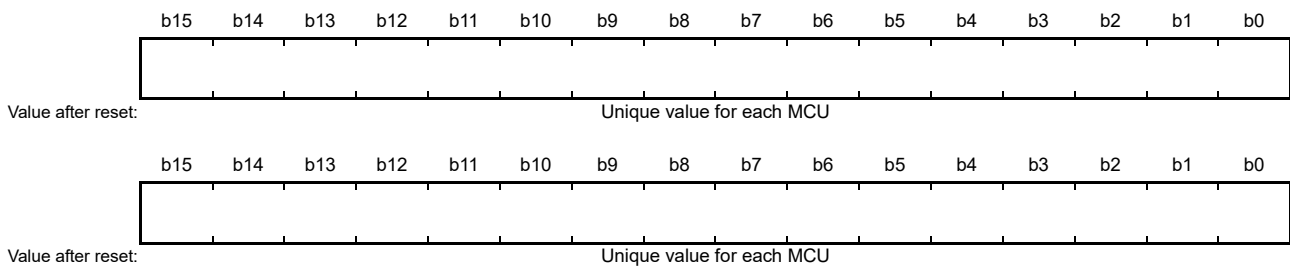 b15 b14 b13 b12 b11 b10 b9 b8 b7 b6 b5 b4 b3 b2 b1 b0
Value after reset: Unique value for each MCU
b15 b14 b13 b12 b11 b10 b9 b8 b7 b6 b5 b4 b3 b2 b1 b0
Value after reset: Unique value for each MCU